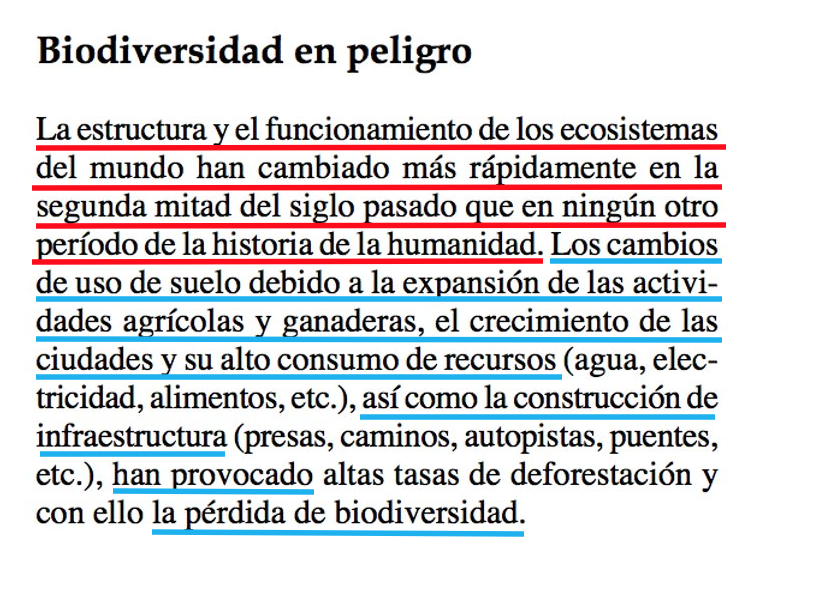 Biodiversidad en peligro
La estructura y el funcionamiento de los ecosistemas
del mundo han cambiado más rápidamente en la
segunda mitad del siglo pasado que en ningún otro
período de la historia de la humanidad. Los cambios
de uso de suelo debido a la expansión de las activi-
dades agrícolas y ganaderas, el crecimiento de las
ciudades y su alto consumo de recursos (agua, elec-
tricidad, alimentos, etc.), así como la construcción de
infraestructura (presas, caminos, autopistas, puentes,
etc.), han provocado altas tasas de deforestación y
con ello la pérdida de biodiversidad.